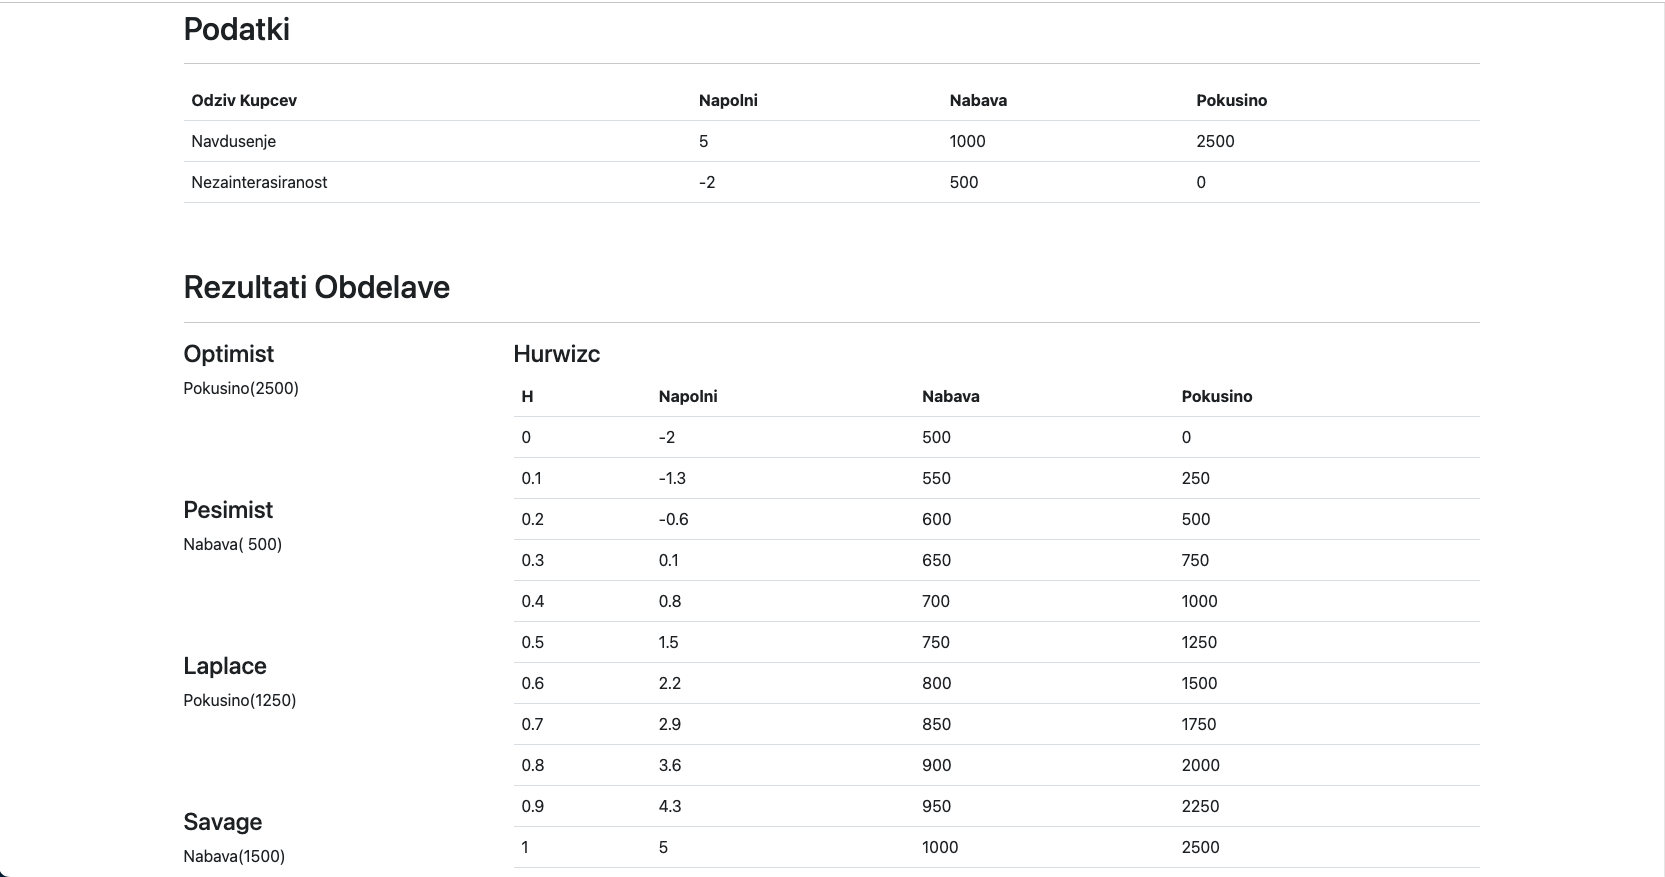 Podatki
Odziv Kupcev Napolni Nabava Pokusino
Navdusenje 5 1000 2500
Nezainterasiranost -2 500 0
Rezultati Obdelave
Optimist
Pokusino(2500)
Pesimist
Nabava( 500)
Laplace
Pokusino(1250)
Savage
Nabava(1500)
Hurwizc
H Napolni Nabava Pokusino
0 -2 500 0
0.1 -1.3 550 250
0.2 -0.6 600 500
0.3 0.1 650 750
0.4 0.8 700 1000
0.5 1.5 750 1250
0.6 2.2 800 1500
0.7 2.9 850 1750
0.8 3.6 900 2000
0.9 4.3 950 2250
1 5 1000 2500